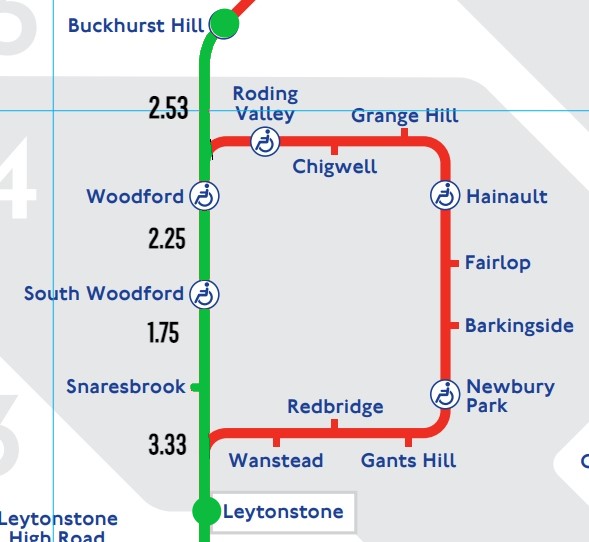 Buckhurst Hill
2.53
Roding
Valley
Grange Hill
Chigwell
4
Woodford
Hainault
2.25
Fairlop
South Woodford
1.75
Barkingside
Snaresbrook
Newbury
Park
Redbridge
3.33
Wanstead
Gants Hill
Leytonstone
Leytonstone
High Road